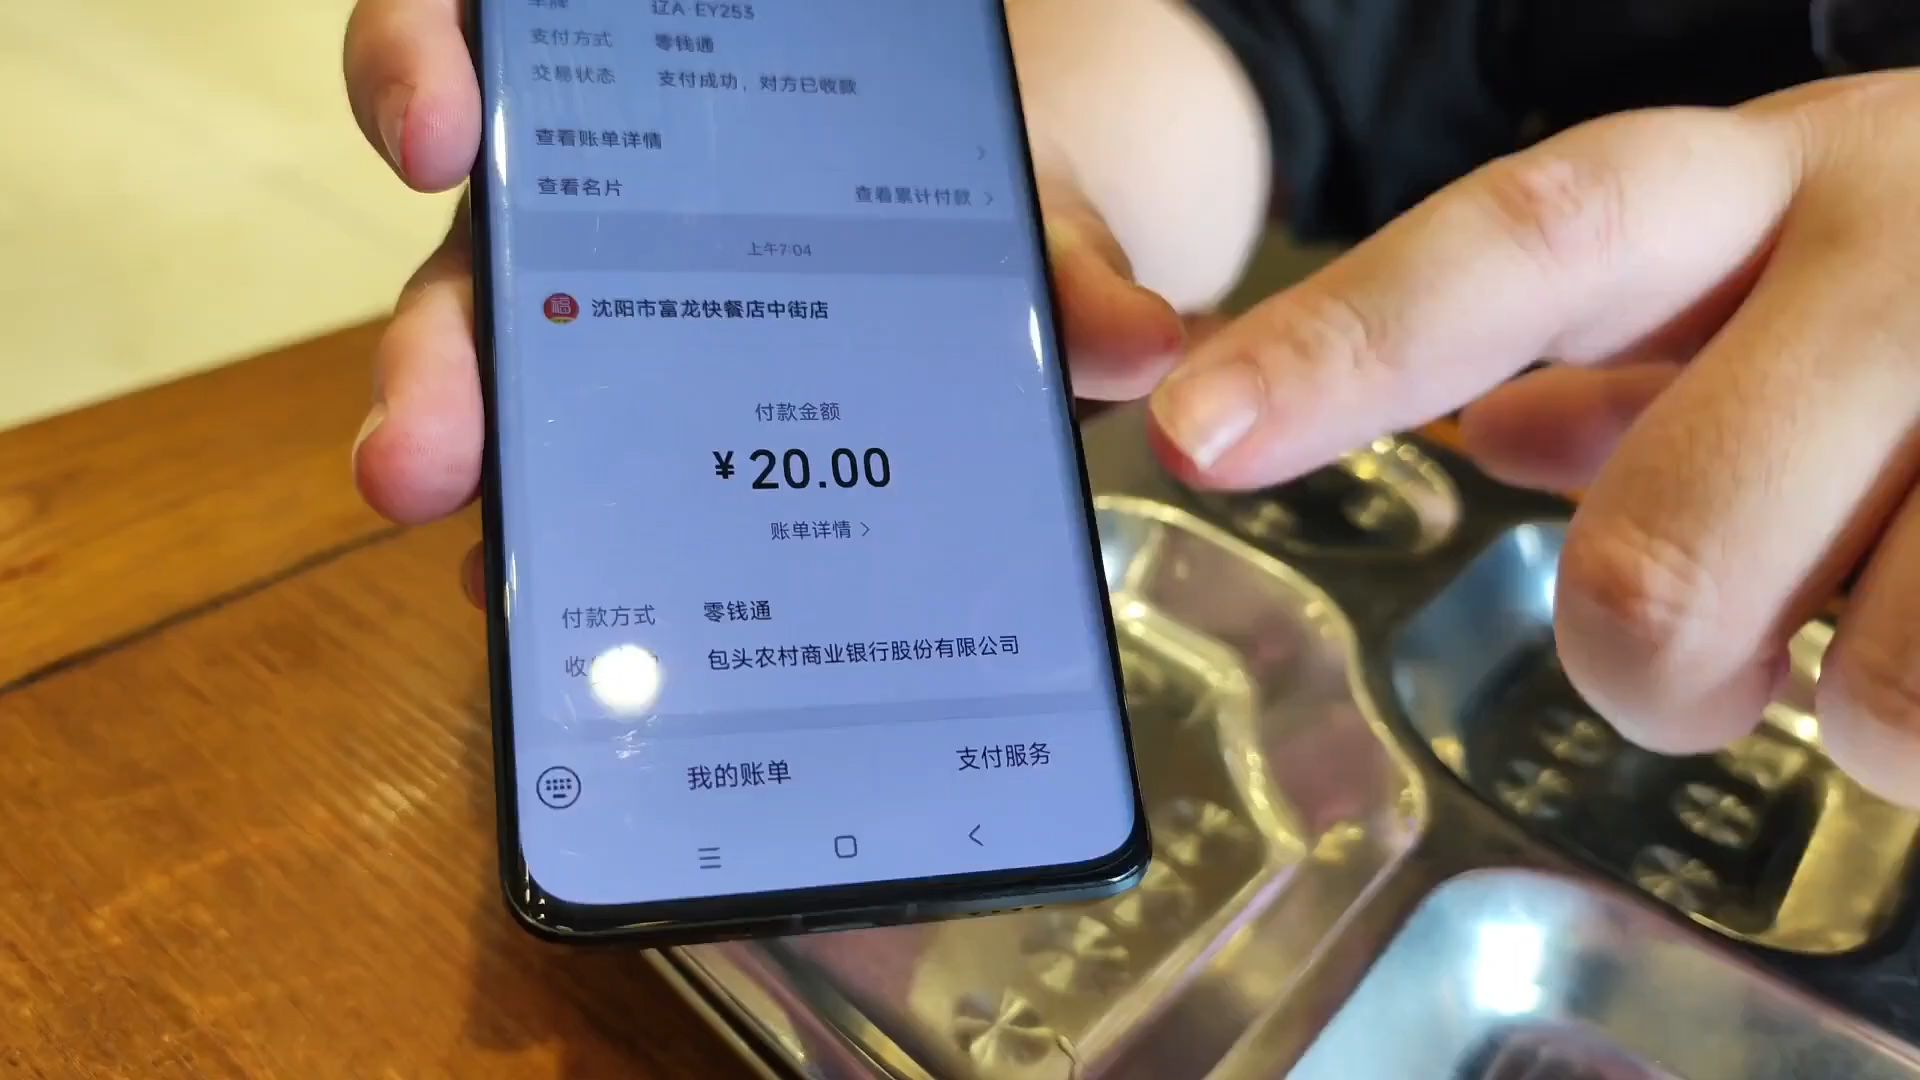 车牌 辽A·EY253
支付方式 零钱通
交易状态 支付成功，对方已收款
查看账单详情
查看名片 查看累计付款
上午7:04
福
沈阳市富龙快餐店中街店
付款金额
¥20.00
账单详情
付款方式 零钱通
收 包头农村商业银行股份有限公司
我的账单 支付服务